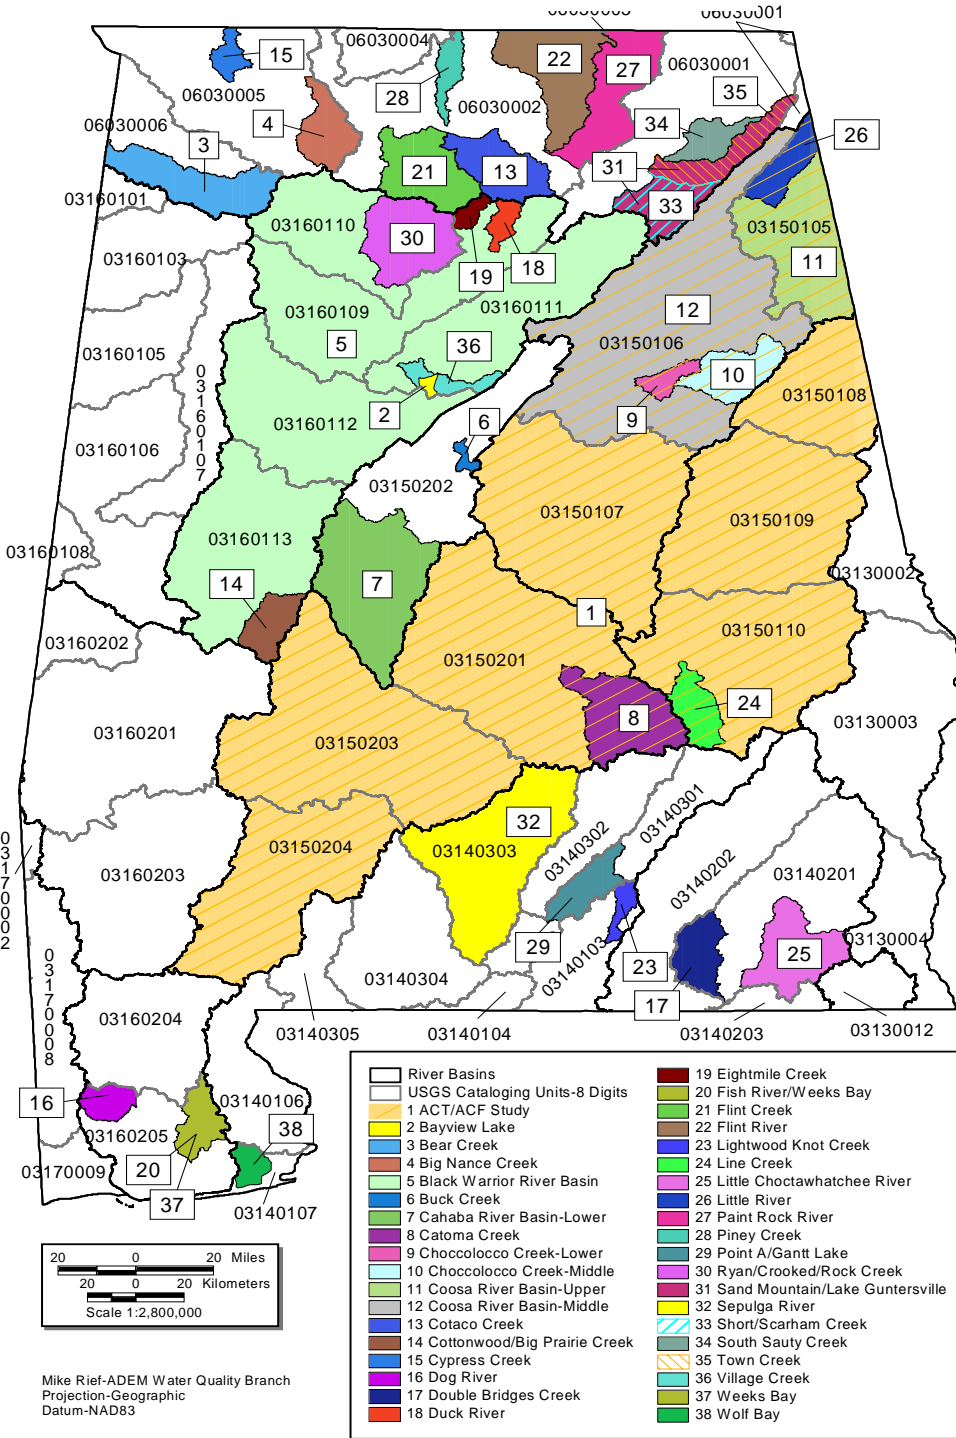 06030001
15
06030004
22
27
06030001
06030005
28
06030002
35
4
34
26
06030006
3
21
13
31
03160101
33
03160110
30
03150105
03160103
19
18
11
03160109
03160111
12
5
36
03150106
03160105
10
03160107
2
9
03150108
03160112
6
03160106
03150202
03150107
03150109
03160113
03160108
14
7
03130002
1
03160202
03150110
03150201
24
8
03160201
03150203
03130003
32
03140301
03170002
03150204
03140303
03140302
03140202
03160203
03140201
29
03140103
03130004
25
03170008
03140304
23
17
03160204
03140305
03140104
03140203
03130012
16
03140106
38
03160205
20
03170009
37
03140107
20 0 20 Miles
20 0 20 Kilometers
Scale 1:2,800,000
Mike Rief-ADEM Water Quality Branch
Projection-Geographic
Datum-NAD83
River Basins
USGS Cataloging Units-8 Digits
1 ACT/ACF Study
2 Bayview Lake
3 Bear Creek
4 Big Nance Creek
5 Black Warrior River Basin
6 Buck Creek
7 Cahaba River Basin-Lower
8 Catoma Creek
9 Choccolocco Creek-Lower
10 Choccolocco Creek-Middle
11 Coosa River Basin-Upper
12 Coosa River Basin-Middle
13 Cotaco Creek
14 Cottonwood/Big Prairie Creek
15 Cypress Creek
16 Dog River
17 Double Bridges Creek
18 Duck River
19 Eightmile Creek
20 Fish River/Weeks Bay
21 Flint Creek
22 Flint River
23 Lightwood Knot Creek
24 Line Creek
25 Little Choctawhatchee River
26 Little River
27 Paint Rock River
28 Piney Creek
29 Point A/Gantt Lake
30 Ryan/Crooked/Rock Creek
31 Sand Mountain/Lake Guntersville
32 Sepulga River
33 Short/Scarham Creek
34 South Sauty Creek
35 Town Creek
36 Village Creek
37 Weeks Bay
38 Wolf Bay